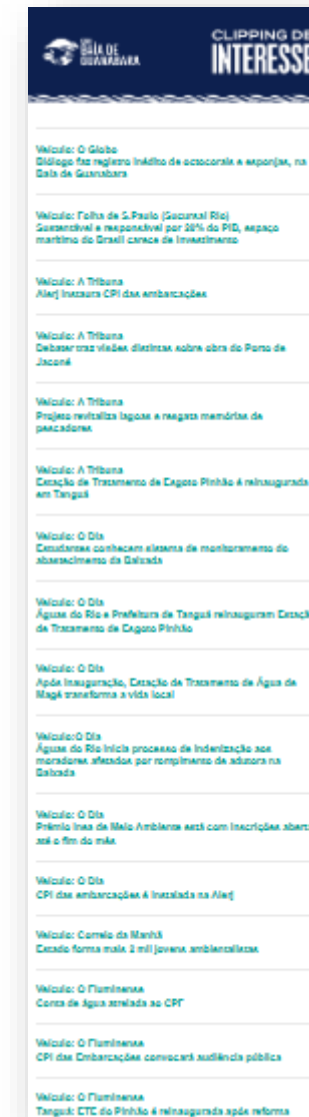 BAÍA DE
GUANABARA
CLIPPING DE
INTERESSE
Veículo: O Globo
Biólogo faz registro inédito de octocorais e esponjas, na
Baía de Guanabara
Veículo: Folha de S.Paulo (Sucursal Rio)
Sustentável e responsável por 20% do PIB, espaço
marítimo do Brasil carece de investimento
Veículo: A Tribuna
Alerj instaura CPI das embarcações
Veículo: A Tribuna
Debater traz visões distintas sobre obra do Porto de
Jaconé
Veículo: A Tribuna
Projeto revitaliza lagoas e resgata memórias de
pescadores
Veículo: A Tribuna
Estação de Tratamento de Esgoto Pinhão é reinaugurada
em Tanguá
Veículo: O Dia
Estudantes conhecem sistema de monitoramento do
abastecimento da Baixada
Veículo: O Dia
Águas do Rio e Prefeitura de Tanguá reinauguram Estaçã
de Tratamento de Esgoto Pinhão
Veículo: O Dia
Após inauguração, Estação de Tratamento de Água de
Magé transforma a vida local
Veículo:O Dia
Águas do Rio inicia processo de indenização aos
moradores afetados por rompimento de adutora na
Baixada
Veículo: O Dia
Prêmio Inea de Meio Ambiente está com inscrições abert
até o fim do mês
Veículo: O Dia
CPI das embarcações é instalada na Alerj
Veículo: Correio da Manhã
Estado forma mais 2 mil jovens ambientalistas
Veículo: O Fluminense
Conta de água atrelada ao CPF
Veículo: O Fluminense
CPI das Embarcações convocará audiência pública
Veículo: O Fluminense
Tanguá: ETE do Pinhão é reinaugurada após reforma